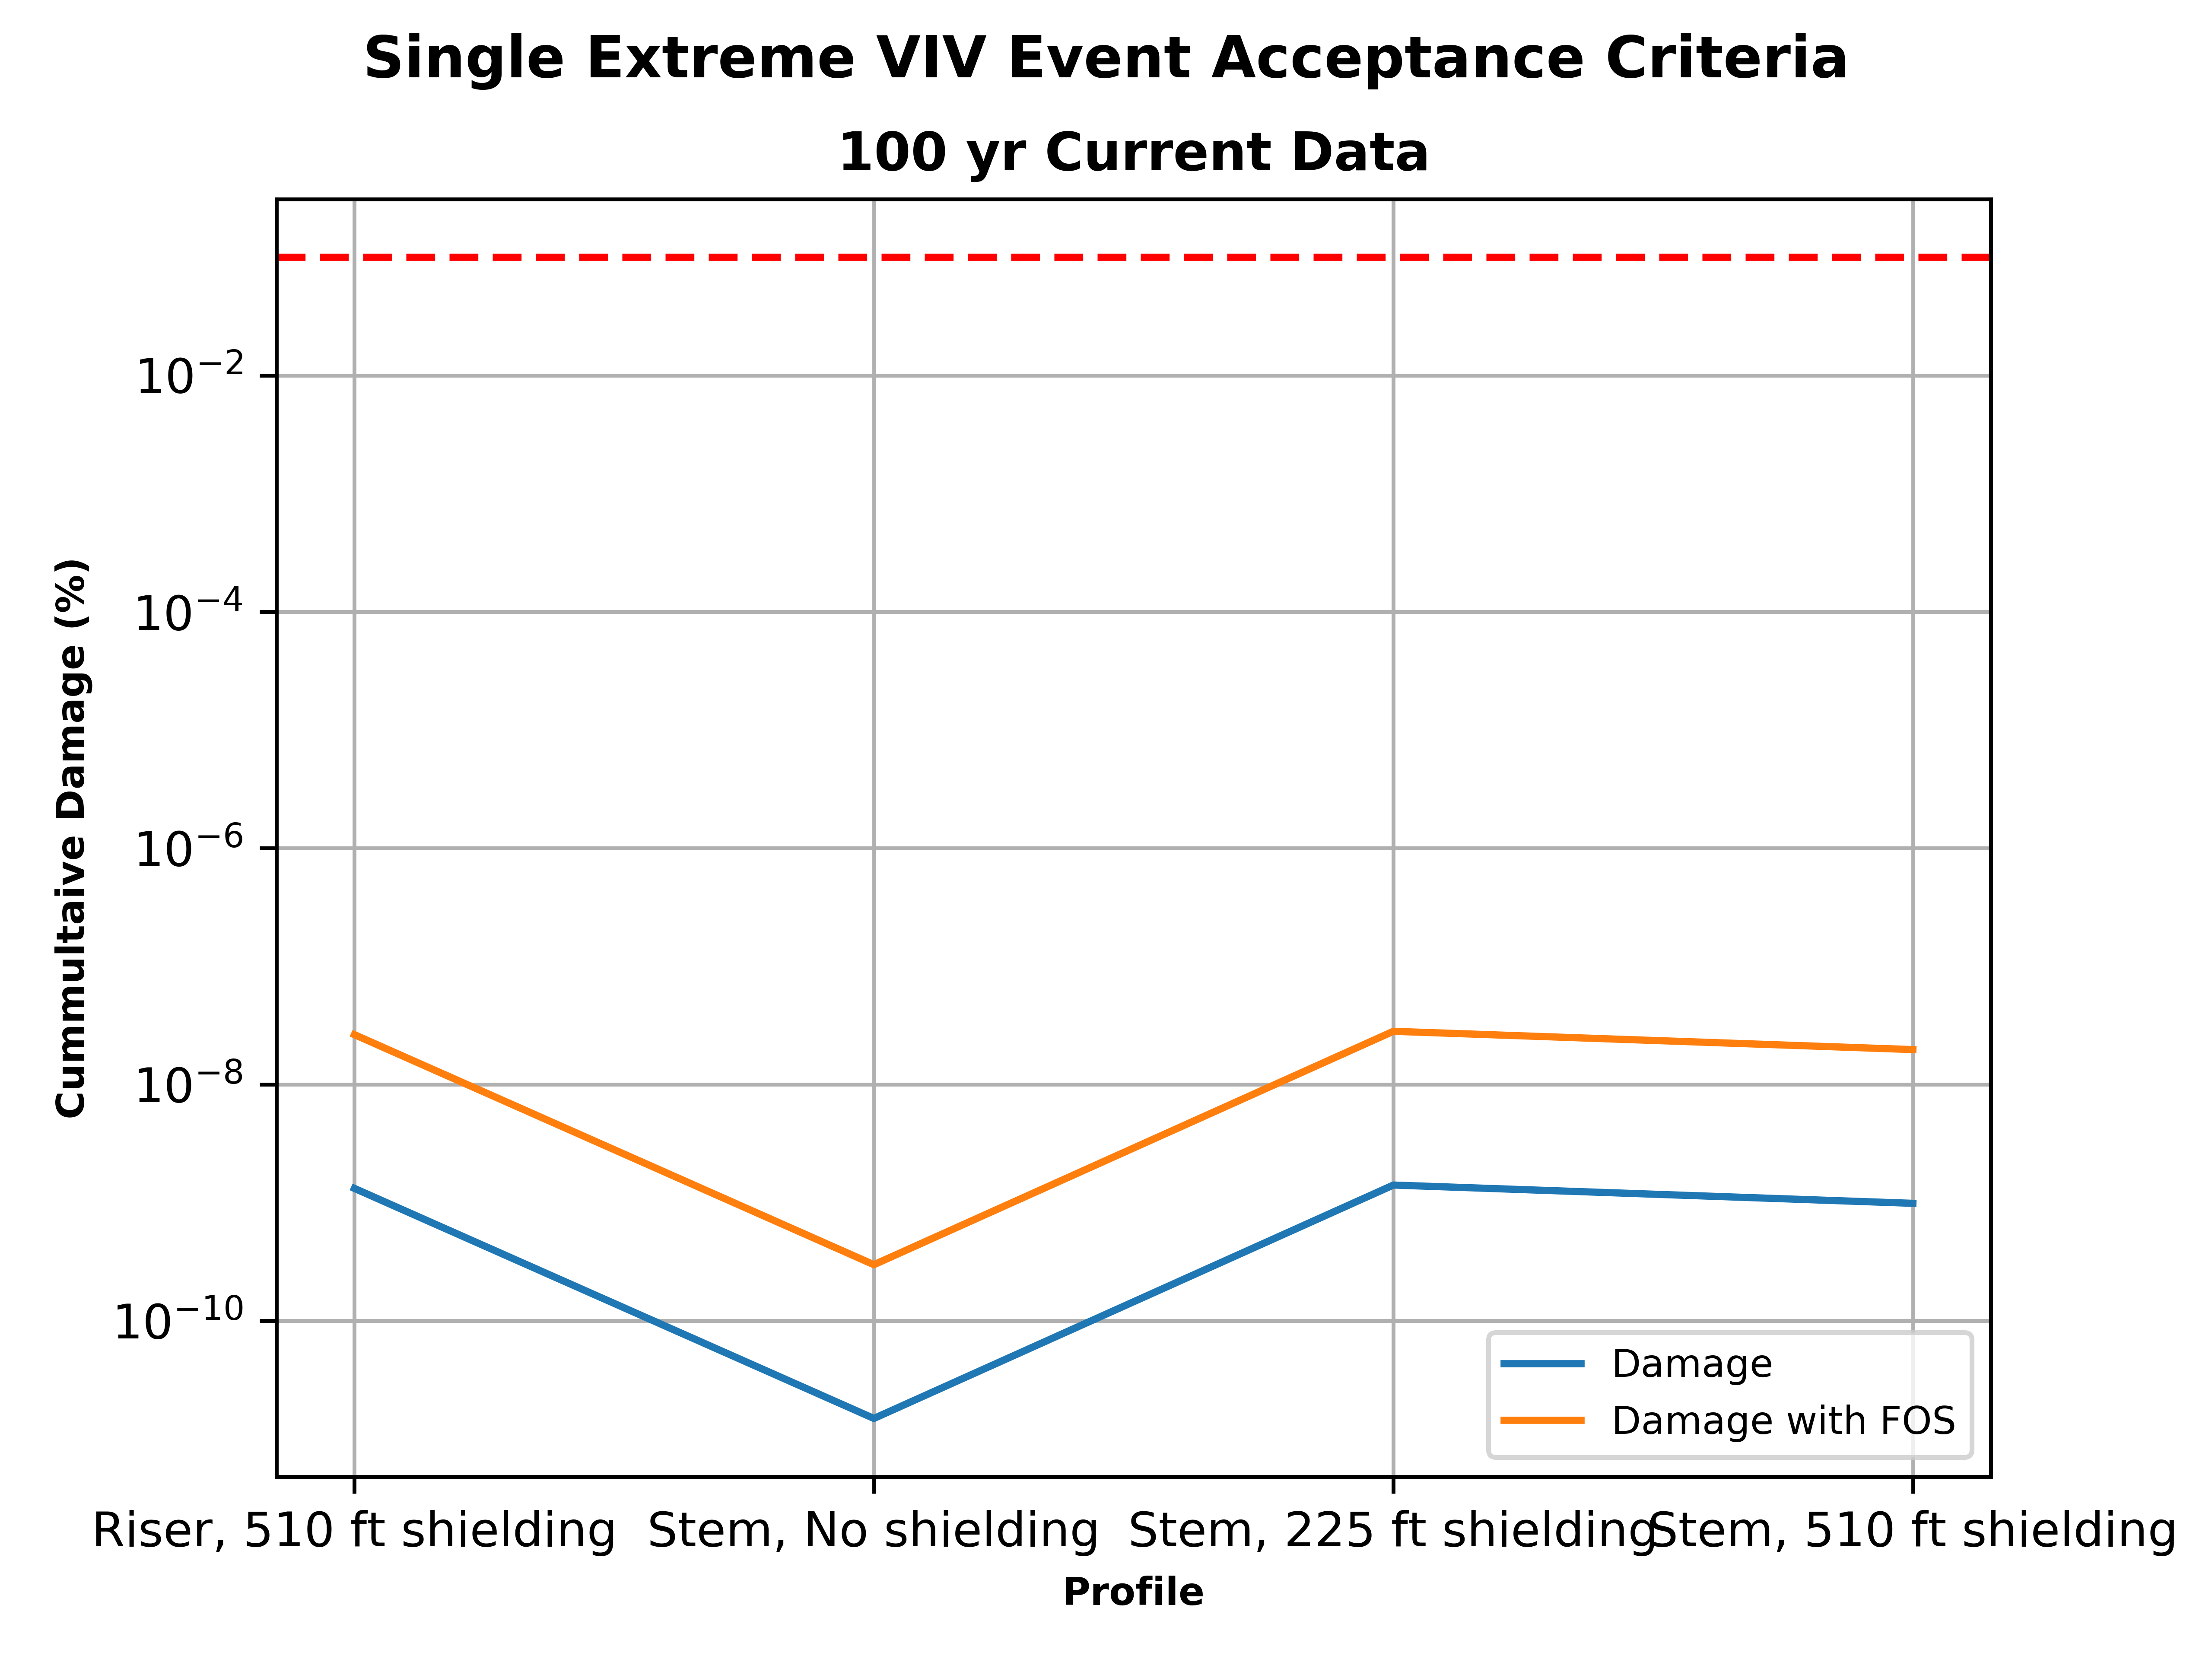 Single Extreme VIV Event Acceptance Criteria
100 yr Current Data
Cummultaive Damage (%)
10⁻²
10⁻⁴
10⁻⁶
10⁻⁸
10⁻¹⁰
Damage
Damage with FOS
Riser, 510 ft shielding
Stem, No shielding
Stem, 225 ft shielding
Stem, 510 ft shielding
Profile